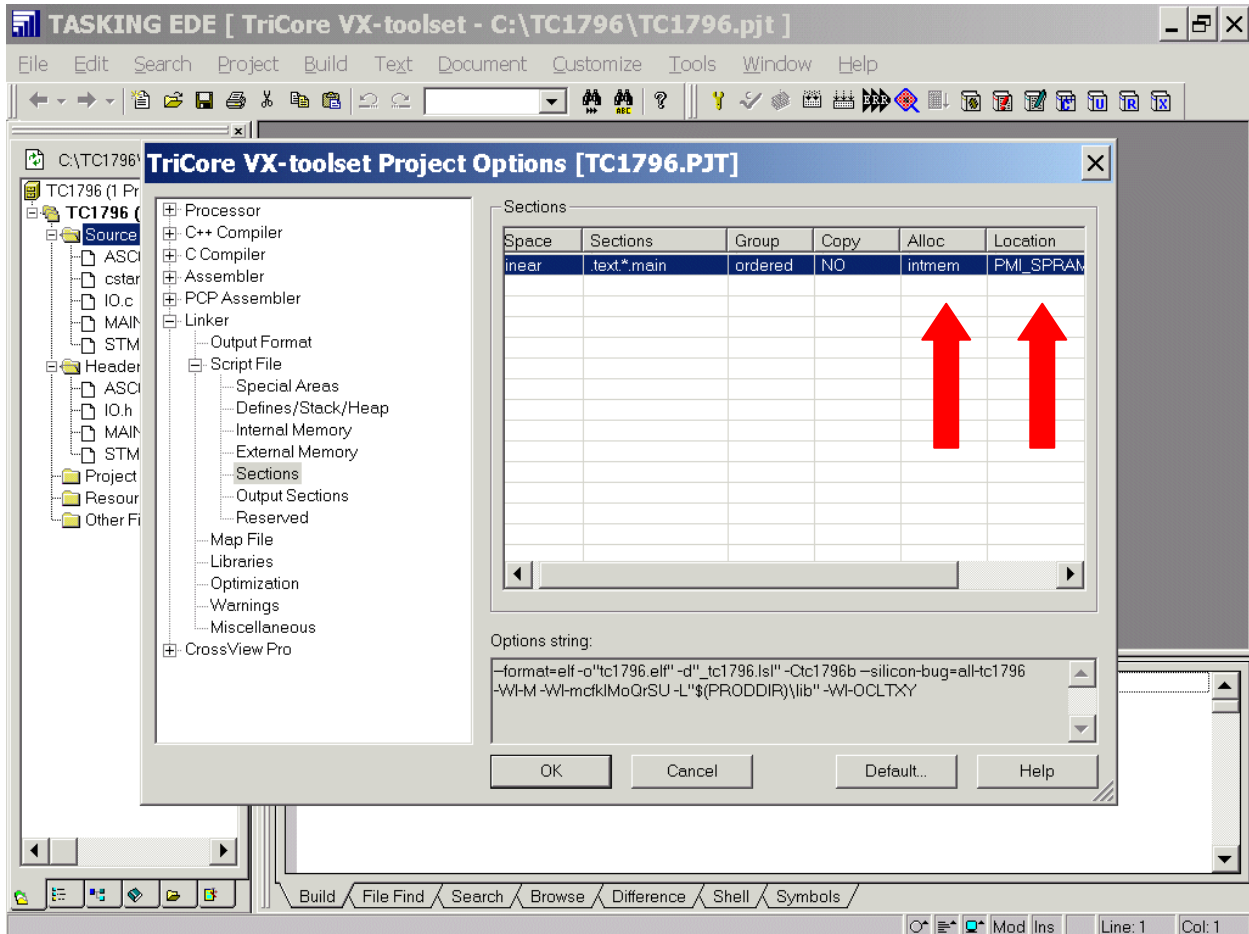 TASKING EDE [ TriCore VX-toolset - C:\TC1796\TC1796.pjt ]
File Edit Search Project Build Text Document Customize Tools Window Help
C:\TC1796\
TC1796 (1 Pr
TC1796 (
Source
ASCI
cstar
IO.c
MAIN
STM
Header
ASCI
IO.h
MAIN
STM
Project
Resour
Other Fi
TriCore VX-toolset Project Options [TC1796.PJT]
Processor
C++ Compiler
C Compiler
Assembler
PCP Assembler
Linker
Output Format
Script File
Special Areas
Defines/Stack/Heap
Internal Memory
External Memory
Sections
Output Sections
Reserved
Map File
Libraries
Optimization
Warnings
Miscellaneous
CrossView Pro
Sections
Space Sections Group Copy Alloc Location
inear .text.*.main ordered NO intmem PMI_SPRAM
Options string:
--format=elf -o"tc1796.elf" -d"_tc1796.lsl" -Ctc1796b --silicon-bug=all-tc1796
-Wl-M -Wl-mcfklMoQrSU -L"$(PRODDIR)\lib" -Wl-OCLTXY
OK Cancel Default... Help
Build File Find Search Browse Difference Shell Symbols
Mod Ins Line: 1 Col: 1